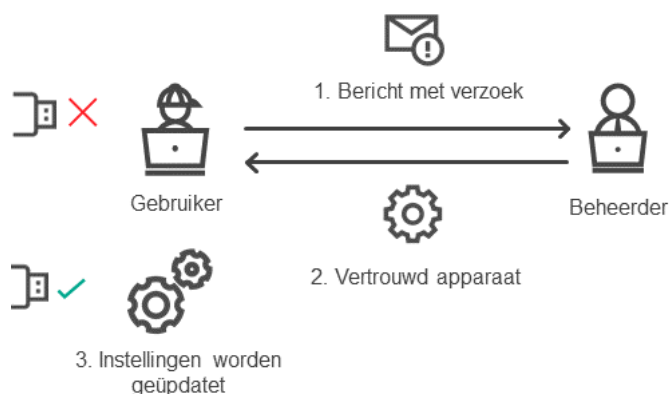 1. Bericht met verzoek
Gebruiker
Beheerder
2. Vertrouwd apparaat
3. Instellingen worden
geüpdatet